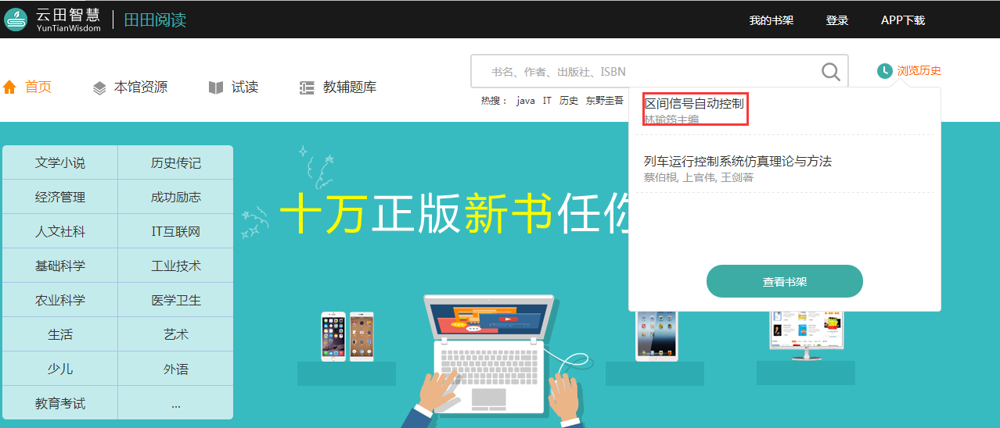 云田智慧
YunTianWisdom
田田阅读
我的书架 登录 APP下载
首页 本馆资源 试读 教辅题库
书名、作者、出版社、ISBN
浏览历史
热搜： java IT 历史 东野圭吾
区间信号自动控制
林瑜筠主编
列车运行控制系统仿真理论与方法
蔡伯根, 上官伟, 王剑著
查看书架
文学小说 历史传记
经济管理 成功励志
人文社科 IT互联网
基础科学 工业技术
农业科学 医学卫生
生活 艺术
少儿 外语
教育考试 ...
十万正版新书任你